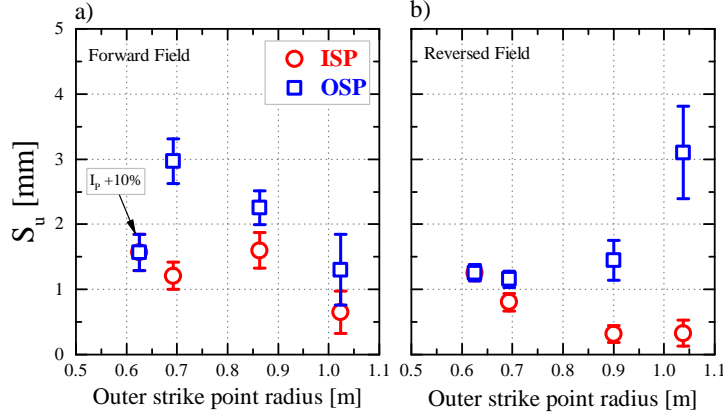 a)
b)
Forward Field
ISP
OSP
Reversed Field
I_P +10%
S_u [mm]
5
4
3
2
1
0
0.5 0.6 0.7 0.8 0.9 1.0 1.1
0.5 0.6 0.7 0.8 0.9 1.0 1.1
Outer strike point radius [m]
Outer strike point radius [m]